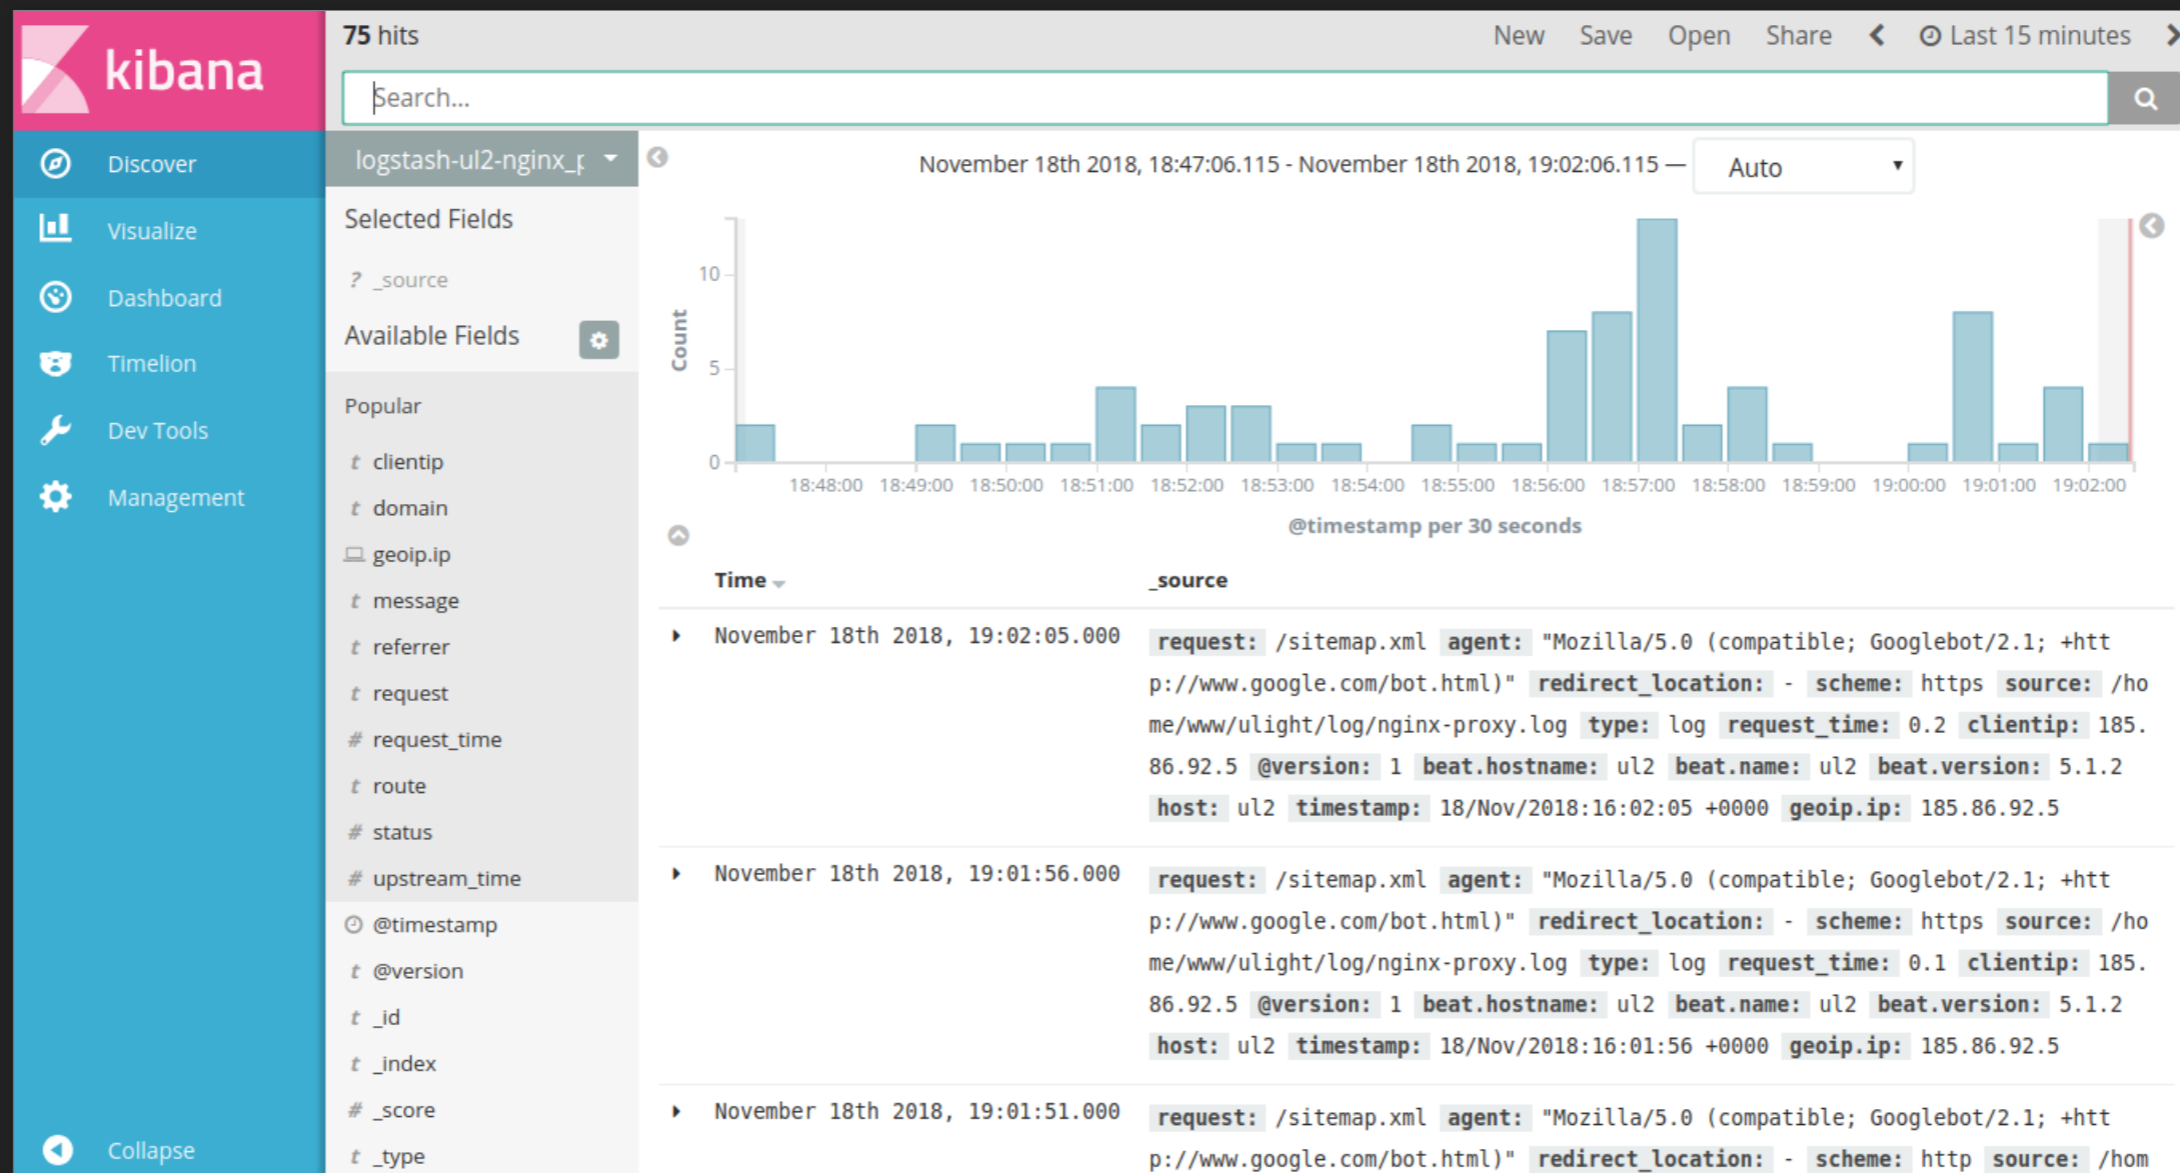 kibana
75 hits
New Save Open Share Last 15 minutes
Search...
Discover
Visualize
Dashboard
Timelion
Dev Tools
Management
Collapse
logstash-ul2-nginx_p
Selected Fields
? _source
Available Fields
Popular
t clientip
t domain
geoip.ip
t message
t referrer
t request
# request_time
t route
# status
# upstream_time
@timestamp
t @version
t _id
t _index
# _score
t _type
November 18th 2018, 18:47:06.115 - November 18th 2018, 19:02:06.115 — Auto
Count
10
5
0
18:48:00 18:49:00 18:50:00 18:51:00 18:52:00 18:53:00 18:54:00 18:55:00 18:56:00 18:57:00 18:58:00 18:59:00 19:00:00 19:01:00 19:02:00
@timestamp per 30 seconds
Time _source
November 18th 2018, 19:02:05.000 request: /sitemap.xml agent: "Mozilla/5.0 (compatible; Googlebot/2.1; +htt
p://www.google.com/bot.html)" redirect_location: - scheme: https source: /ho
me/www/ulight/log/nginx-proxy.log type: log request_time: 0.2 clientip: 185.
86.92.5 @version: 1 beat.hostname: ul2 beat.name: ul2 beat.version: 5.1.2
host: ul2 timestamp: 18/Nov/2018:16:02:05 +0000 geoip.ip: 185.86.92.5
November 18th 2018, 19:01:56.000 request: /sitemap.xml agent: "Mozilla/5.0 (compatible; Googlebot/2.1; +htt
p://www.google.com/bot.html)" redirect_location: - scheme: https source: /ho
me/www/ulight/log/nginx-proxy.log type: log request_time: 0.1 clientip: 185.
86.92.5 @version: 1 beat.hostname: ul2 beat.name: ul2 beat.version: 5.1.2
host: ul2 timestamp: 18/Nov/2018:16:01:56 +0000 geoip.ip: 185.86.92.5
November 18th 2018, 19:01:51.000 request: /sitemap.xml agent: "Mozilla/5.0 (compatible; Googlebot/2.1; +htt
p://www.google.com/bot.html)" redirect_location: - scheme: http source: /hom